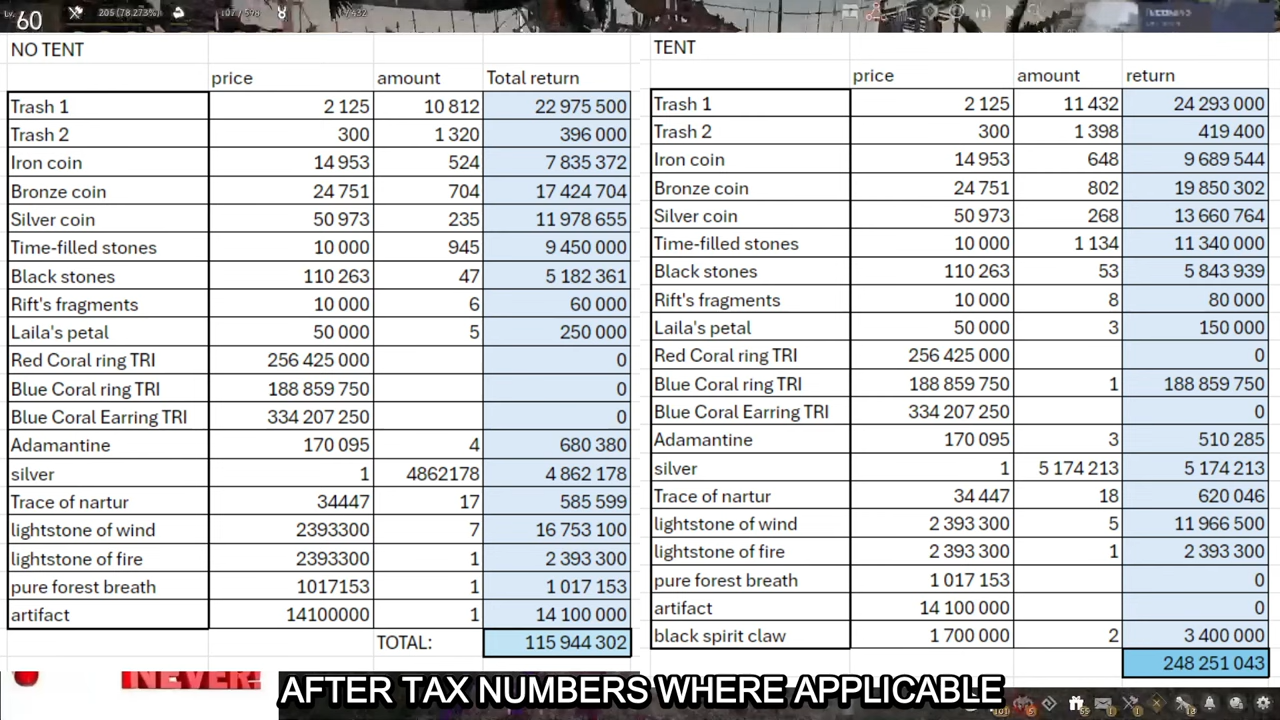 Lv. 60
205 (78.273%)
107 / 598
NO TENT
price amount Total return
Trash 1 2 125 10 812 22 975 500
Trash 2 300 1 320 396 000
Iron coin 14 953 524 7 835 372
Bronze coin 24 751 704 17 424 704
Silver coin 50 973 235 11 978 655
Time-filled stones 10 000 945 9 450 000
Black stones 110 263 47 5 182 361
Rift's fragments 10 000 6 60 000
Laila's petal 50 000 5 250 000
Red Coral ring TRI 256 425 000 0
Blue Coral ring TRI 188 859 750 0
Blue Coral Earring TRI 334 207 250 0
Adamantine 170 095 4 680 380
silver 1 4862178 4 862 178
Trace of nartur 34447 17 585 599
lightstone of wind 2393300 7 16 753 100
lightstone of fire 2393300 1 2 393 300
pure forest breath 1017153 1 1 017 153
artifact 14100000 1 14 100 000
TOTAL: 115 944 302
TENT
price amount return
Trash 1 2 125 11 432 24 293 000
Trash 2 300 1 398 419 400
Iron coin 14 953 648 9 689 544
Bronze coin 24 751 802 19 850 302
Silver coin 50 973 268 13 660 764
Time-filled stones 10 000 1 134 11 340 000
Black stones 110 263 53 5 843 939
Rift's fragments 10 000 8 80 000
Laila's petal 50 000 3 150 000
Red Coral ring TRI 256 425 000 0
Blue Coral ring TRI 188 859 750 1 188 859 750
Blue Coral Earring TRI 334 207 250 0
Adamantine 170 095 3 510 285
silver 1 5 174 213 5 174 213
Trace of nartur 34 447 18 620 046
lightstone of wind 2 393 300 5 11 966 500
lightstone of fire 2 393 300 1 2 393 300
pure forest breath 1 017 153 0
artifact 14 100 000 0
black spirit claw 1 700 000 2 3 400 000
248 251 043
NEVER!
AFTER TAX NUMBERS WHERE APPLICABLE